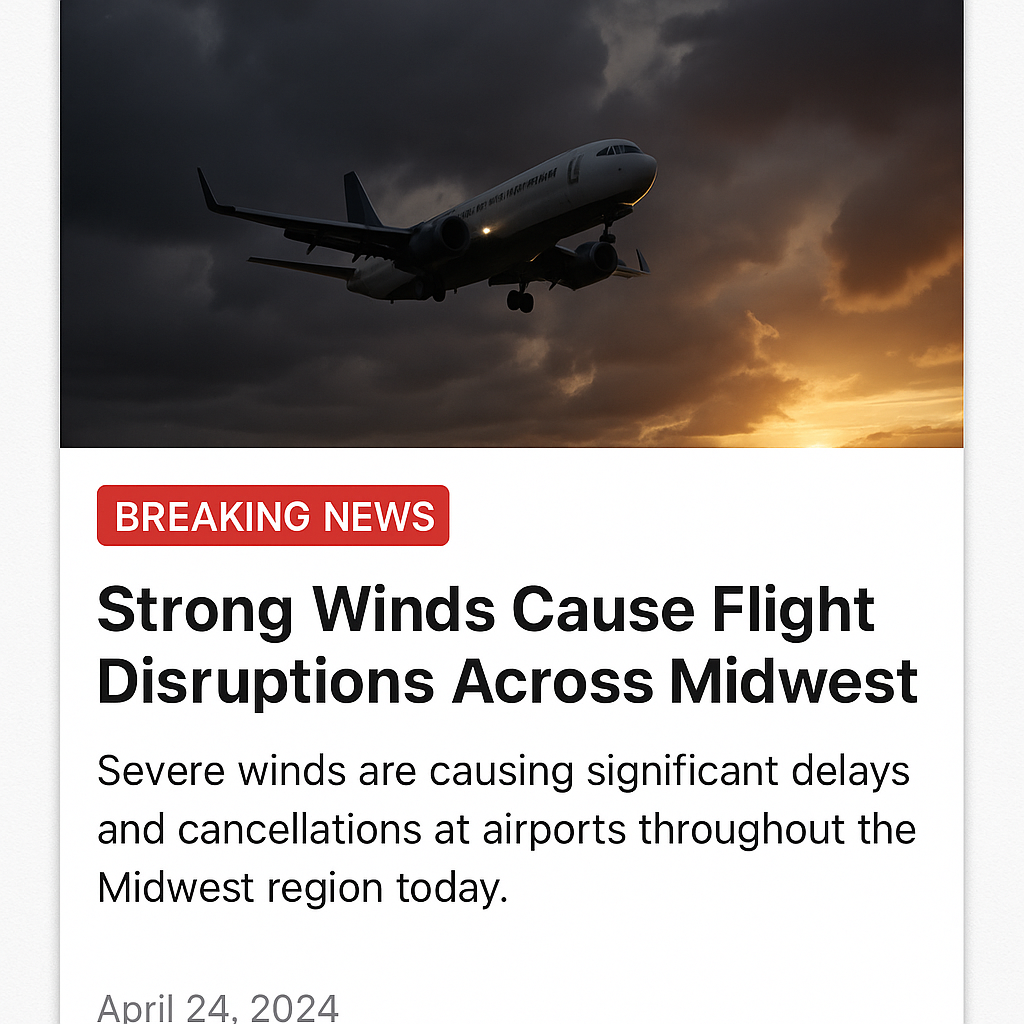 BREAKING NEWS
Strong Winds Cause Flight
Disruptions Across Midwest
Severe winds are causing significant delays
and cancellations at airports throughout the
Midwest region today.
April 24, 2024